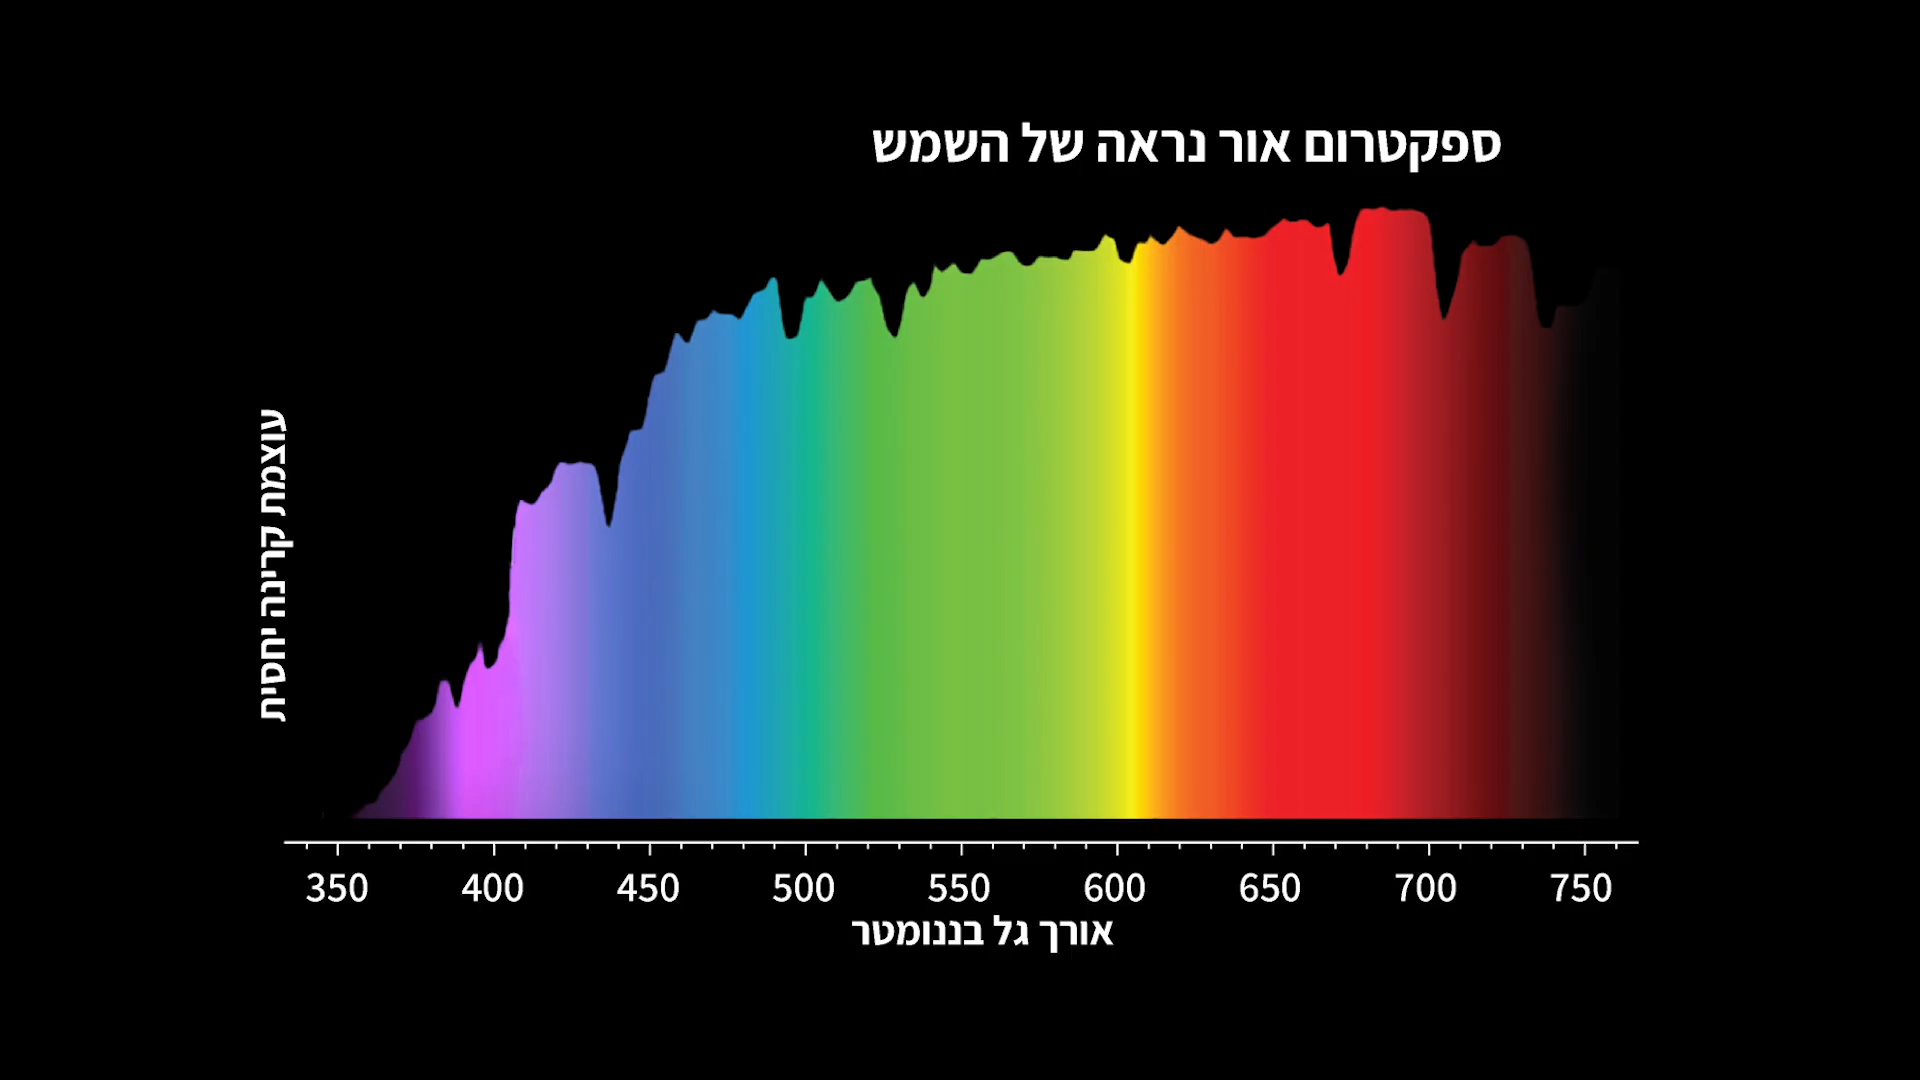 ספקטרום אור נראה של השמש
עוצמת קרינה יחסית
350 400 450 500 550 600 650 700 750
אורך גל בננומטר